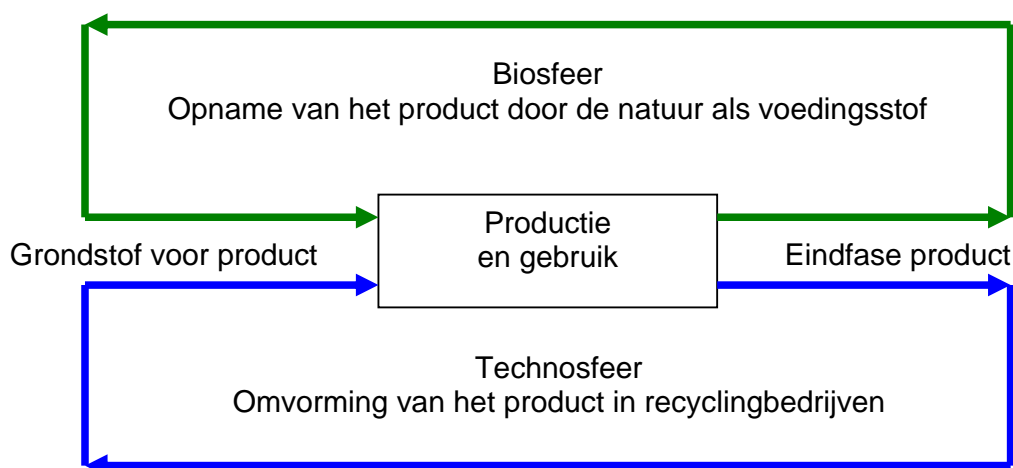 Biosfeer
Opname van het product door de natuur als voedingsstof
Productie
en gebruik
Grondstof voor product
Eindfase product
Technosfeer
Omvorming van het product in recyclingbedrijven